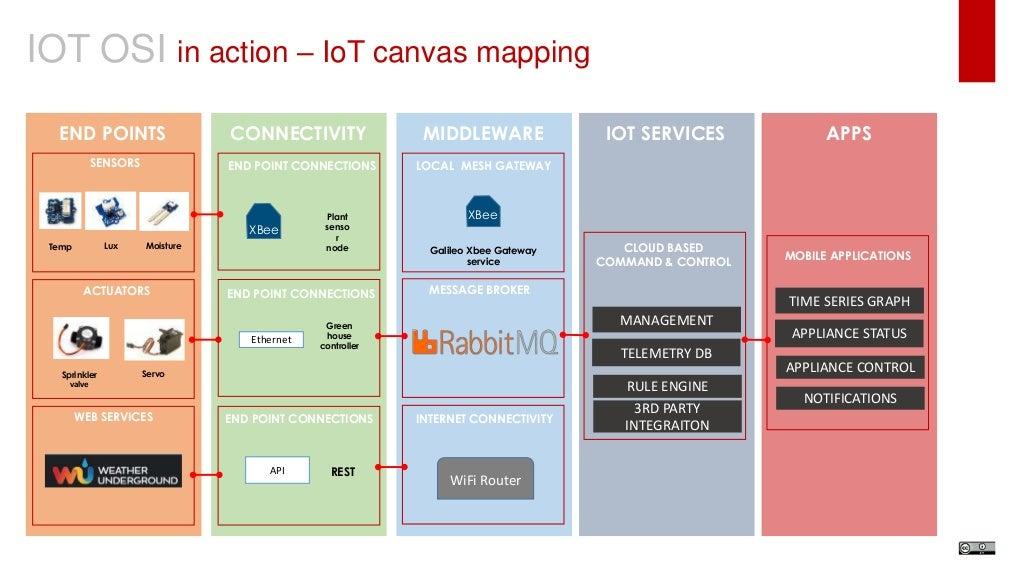 IOT OSI in action – IoT canvas mapping
END POINTS
SENSORS
Temp
Lux
Moisture
ACTUATORS
Sprinkler
valve
Servo
WEB SERVICES
WEATHER
UNDERGROUND
CONNECTIVITY
END POINT CONNECTIONS
XBee
Plant
senso
r
node
END POINT CONNECTIONS
Ethernet
Green
house
controller
END POINT CONNECTIONS
API
REST
MIDDLEWARE
LOCAL MESH GATEWAY
XBee
Galileo Xbee Gateway
service
MESSAGE BROKER
RabbitMQ
INTERNET CONNECTIVITY
WiFi Router
IOT SERVICES
CLOUD BASED
COMMAND & CONTROL
MANAGEMENT
TELEMETRY DB
RULE ENGINE
3RD PARTY
INTEGRAITON
APPS
MOBILE APPLICATIONS
TIME SERIES GRAPH
APPLIANCE STATUS
APPLIANCE CONTROL
NOTIFICATIONS